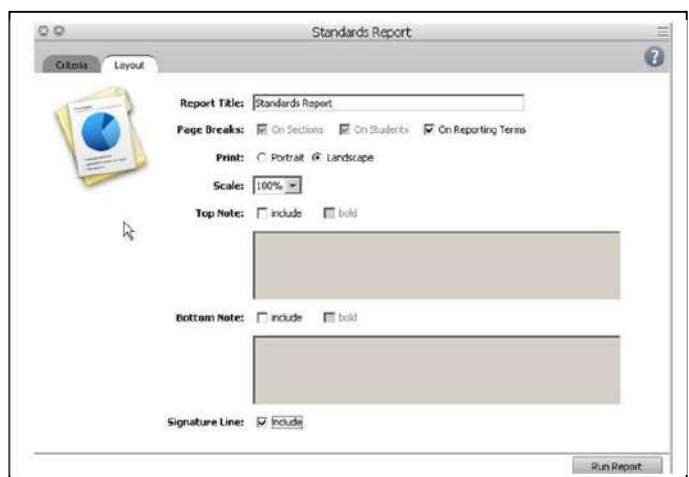 Standards Report
Criteria Layout
?
Report Title: Standards Report
Page Breaks: On Sections On Students On Reporting Terms
Print: Portrait Landscape
Scale: 100%
Top Note: include bold
Bottom Note: include bold
Signature Line: Include
Run Report